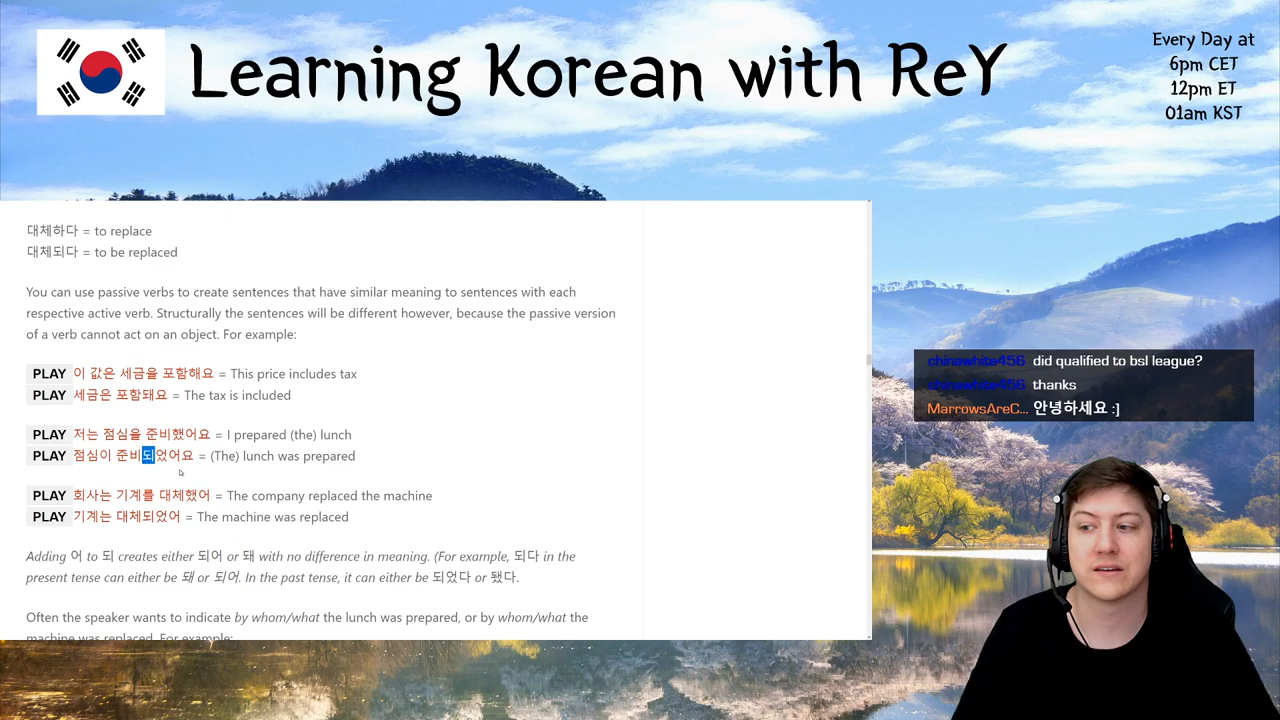 Learning Korean with ReY
Every Day at
6pm CET
12pm ET
01am KST
대체하다 = to replace
대체되다 = to be replaced
You can use passive verbs to create sentences that have similar meaning to sentences with each
respective active verb. Structurally the sentences will be different however, because the passive version
of a verb cannot act on an object. For example:
PLAY 이 값은 세금을 포함해요 = This price includes tax
PLAY 세금은 포함돼요 = The tax is included
PLAY 저는 점심을 준비했어요 = I prepared (the) lunch
PLAY 점심이 준비되었어요 = (The) lunch was prepared
PLAY 회사는 기계를 대체했어 = The company replaced the machine
PLAY 기계는 대체되었어 = The machine was replaced
Adding 어 to 되 creates either 되어 or 돼 with no difference in meaning. (For example, 되다 in the
present tense can either be 돼 or 되어. In the past tense, it can either be 되었다 or 됐다.
Often the speaker wants to indicate by whom/what the lunch was prepared, or by whom/what the
machine was replaced. For example:
chinawhite456 did qualified to bsl league?
chinawhite456 thanks
MarrowsAreC... 안녕하세요 :]